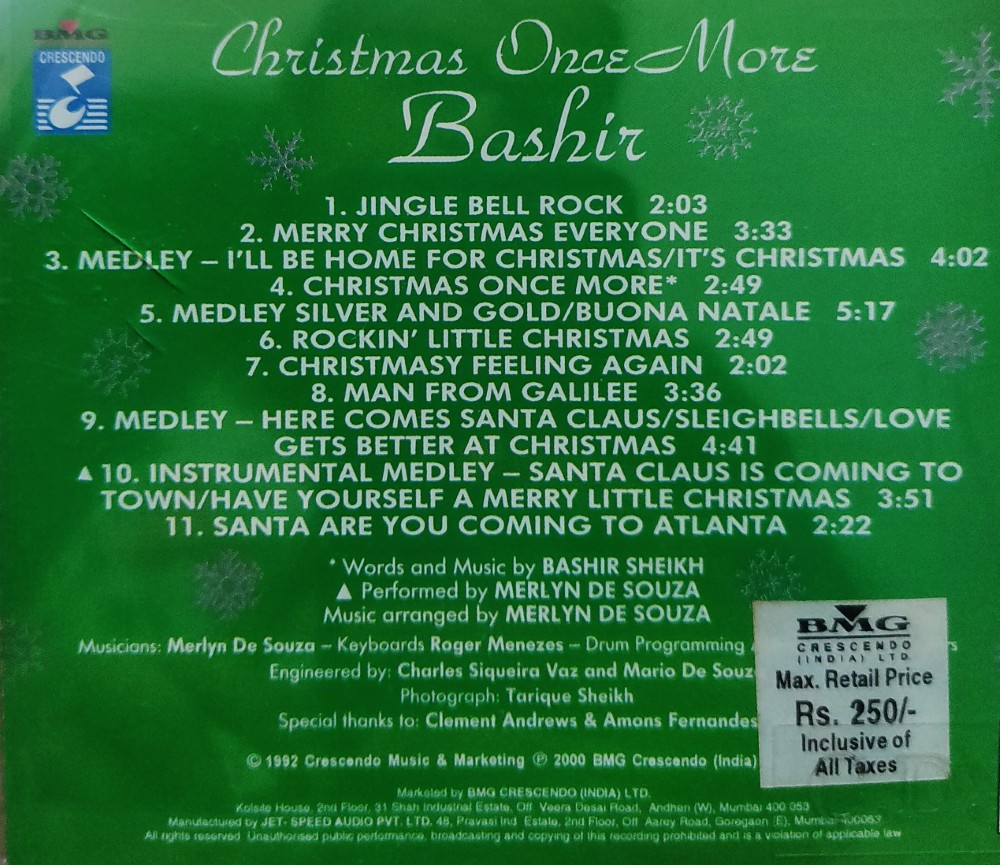 BMG
CRESCENDO
Christmas Once More
Bashir
1. JINGLE BELL ROCK 2:03
2. MERRY CHRISTMAS EVERYONE 3:33
3. MEDLEY – I'LL BE HOME FOR CHRISTMAS/IT'S CHRISTMAS 4:02
4. CHRISTMAS ONCE MORE* 2:49
5. MEDLEY SILVER AND GOLD/BUONA NATALE 5:17
6. ROCKIN' LITTLE CHRISTMAS 2:49
7. CHRISTMASY FEELING AGAIN 2:02
8. MAN FROM GALILEE 3:36
9. MEDLEY – HERE COMES SANTA CLAUS/SLEIGHBELLS/LOVE
GETS BETTER AT CHRISTMAS 4:41
▲10. INSTRUMENTAL MEDLEY – SANTA CLAUS IS COMING TO
TOWN/HAVE YOURSELF A MERRY LITTLE CHRISTMAS 3:51
11. SANTA ARE YOU COMING TO ATLANTA 2:22
* Words and Music by BASHIR SHEIKH
▲ Performed by MERLYN DE SOUZA
Music arranged by MERLYN DE SOUZA
Musicians: Merlyn De Souza – Keyboards Roger Menezes – Drum Programming
Engineered by: Charles Siqueira Vaz and Mario De Souz
Photograph: Tarique Sheikh
Special thanks to: Clement Andrews & Amons Fernandes
© 1992 Crescendo Music & Marketing ℗ 2000 BMG Crescendo (India)
Marketed by BMG CRESCENDO (INDIA) LTD.
Kolsite House, 2nd Floor, 31 Shah Industrial Estate, Off. Veera Desai Road, Andheri (W), Mumbai 400 053
Manufactured by JET- SPEED AUDIO PVT. LTD. 48, Pravasi Ind. Estate, 2nd Floor, Off. Aarey Road, Goregaon (E), Mumbai 400063
All rights reserved. Unauthorised public performance, broadcasting and copying of this recording prohibited and is a violation of applicable law
BMG
CRESCENDO
(INDIA) LTD.
Max. Retail Price
Rs. 250/-
Inclusive of
All Taxes